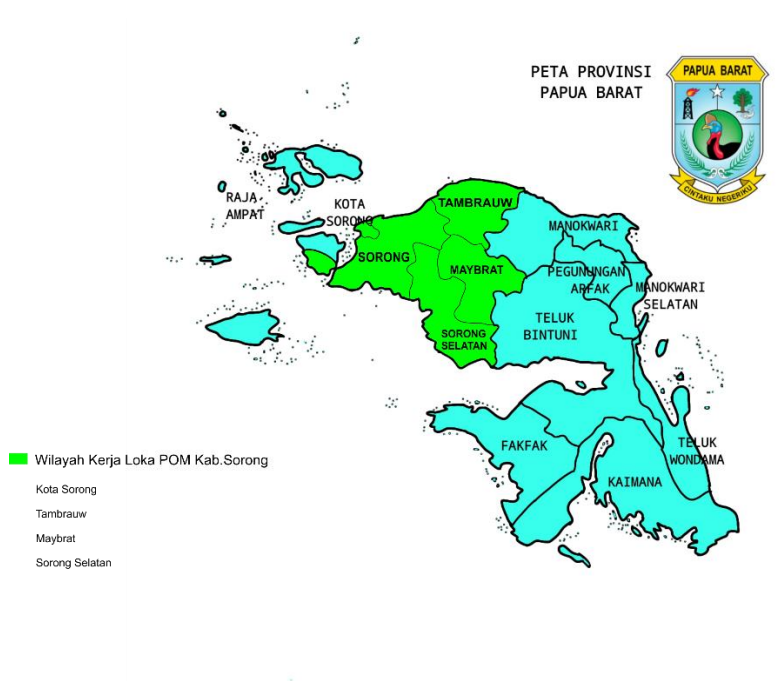 PETA PROVINSI
PAPUA BARAT
PAPUA BARAT
CINTAKU NEGERIKU
RAJA
AMPAT
KOTA
SORONG
TAMBRAUW
MANOKWARI
SORONG
MAYBRAT
PEGUNUNGAN
ARFAK
MANOKWARI
SELATAN
TELUK
BINTUNI
SORONG
SELATAN
FAKFAK
TELUK
WONDAMA
KAIMANA
Wilayah Kerja Loka POM Kab.Sorong
Kota Sorong
Tambrauw
Maybrat
Sorong Selatan